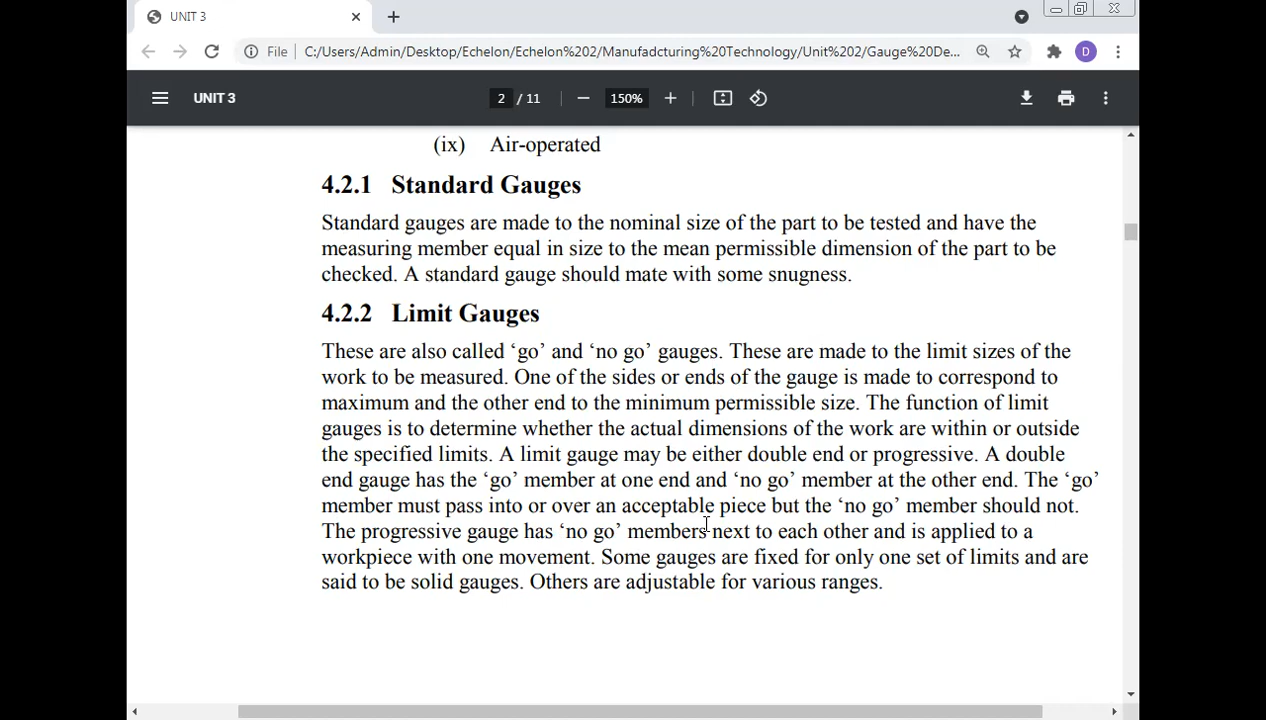 UNIT 3
File
C:/Users/Admin/Desktop/Echelon/Echelon%202/Manufadcturing%20Technology/Unit%202/Gauge%20De...
D
UNIT 3
2 / 11
150%
(ix) Air-operated
4.2.1 Standard Gauges
Standard gauges are made to the nominal size of the part to be tested and have the
measuring member equal in size to the mean permissible dimension of the part to be
checked. A standard gauge should mate with some snugness.
4.2.2 Limit Gauges
These are also called ‘go’ and ‘no go’ gauges. These are made to the limit sizes of the
work to be measured. One of the sides or ends of the gauge is made to correspond to
maximum and the other end to the minimum permissible size. The function of limit
gauges is to determine whether the actual dimensions of the work are within or outside
the specified limits. A limit gauge may be either double end or progressive. A double
end gauge has the ‘go’ member at one end and ‘no go’ member at the other end. The ‘go’
member must pass into or over an acceptable piece but the ‘no go’ member should not.
The progressive gauge has ‘no go’ members next to each other and is applied to a
workpiece with one movement. Some gauges are fixed for only one set of limits and are
said to be solid gauges. Others are adjustable for various ranges.